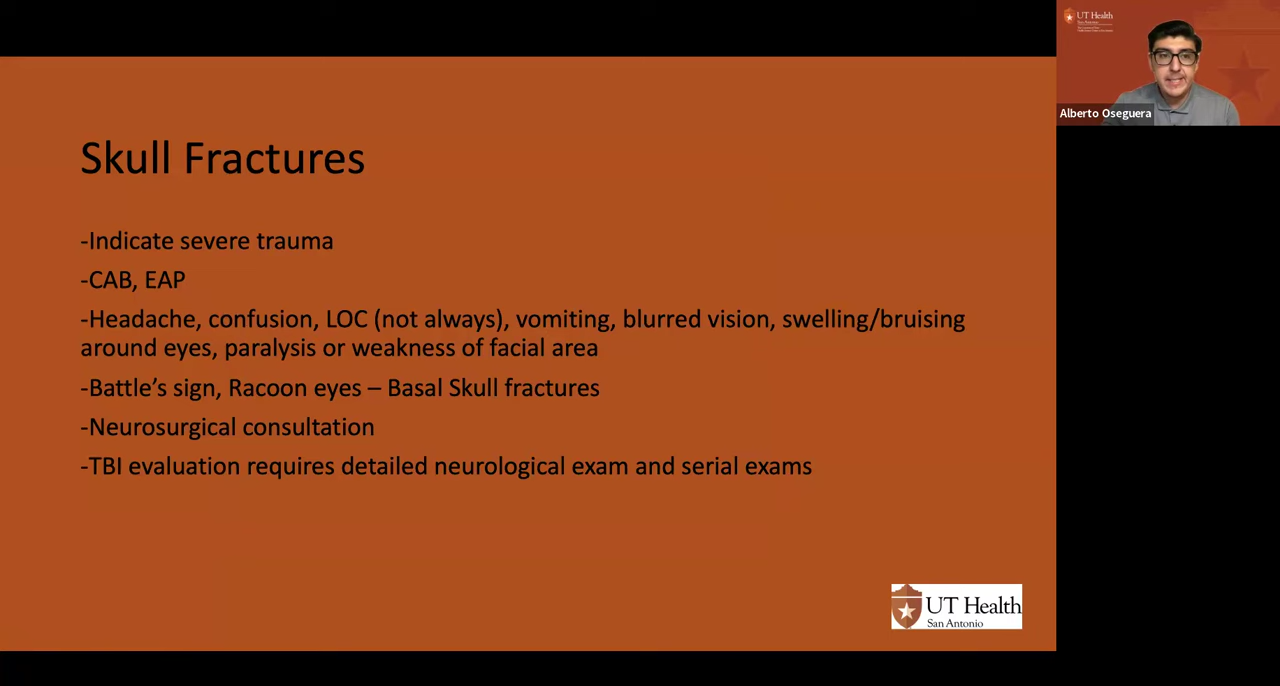 Skull Fractures
-Indicate severe trauma
-CAB, EAP
-Headache, confusion, LOC (not always), vomiting, blurred vision, swelling/bruising
around eyes, paralysis or weakness of facial area
-Battle’s sign, Racoon eyes – Basal Skull fractures
-Neurosurgical consultation
-TBI evaluation requires detailed neurological exam and serial exams
UT Health
San Antonio
UT Health
San Antonio
Alberto Oseguera